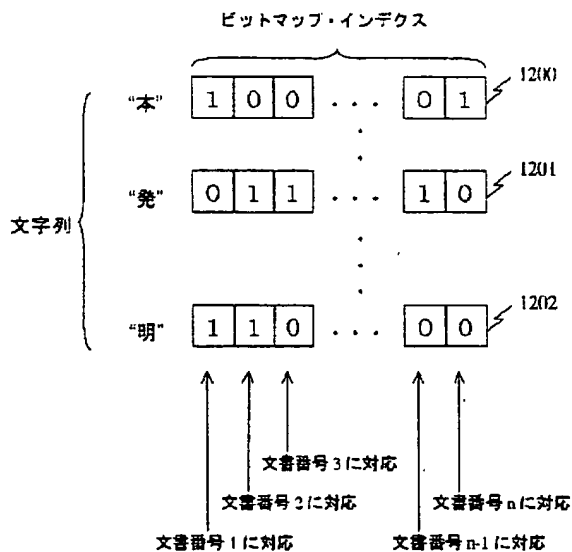 ビットマップ・インデクス
“本” 1 0 0 ・・・ 0 1 1200
“発” 0 1 1 ・・・ 1 0 1201
文字列
“明” 1 1 0 ・・・ 0 0 1202
文書番号3に対応
文書番号2に対応 文書番号nに対応
文書番号1に対応 文書番号n-1に対応